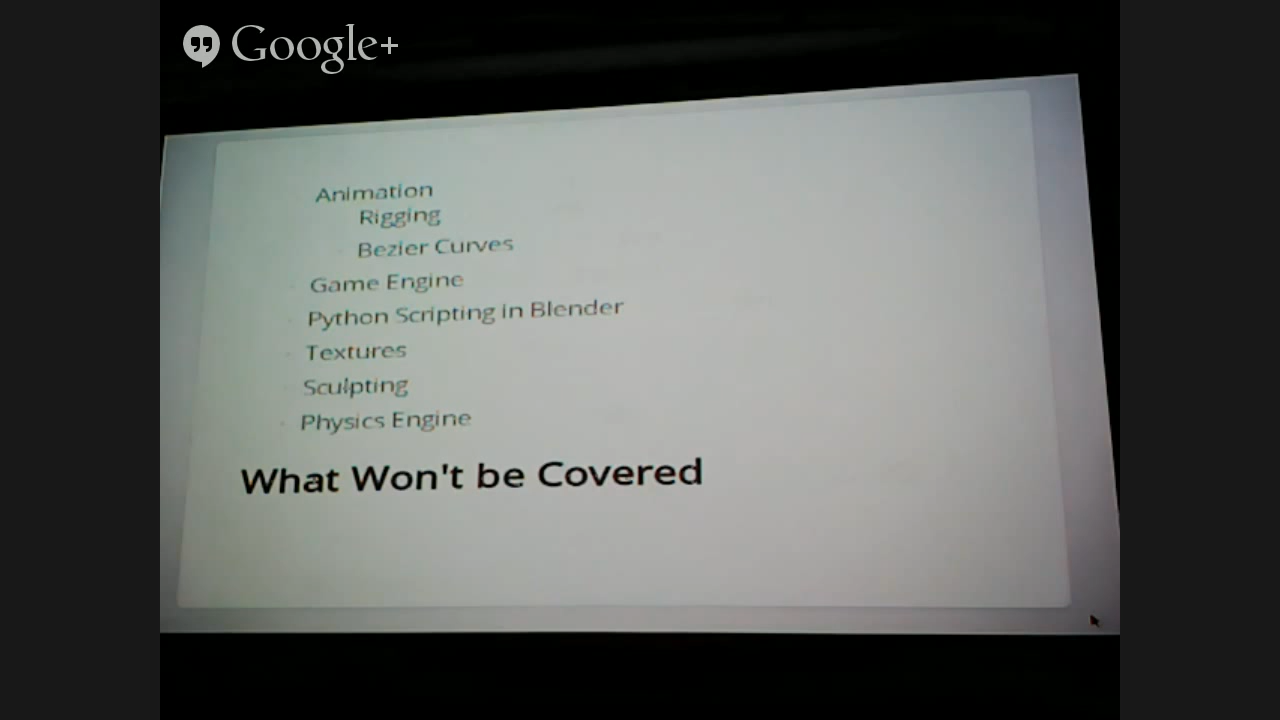 Google+
Animation
Rigging
Bezier Curves
Game Engine
Python Scripting in Blender
Textures
Sculpting
Physics Engine
What Won't be Covered